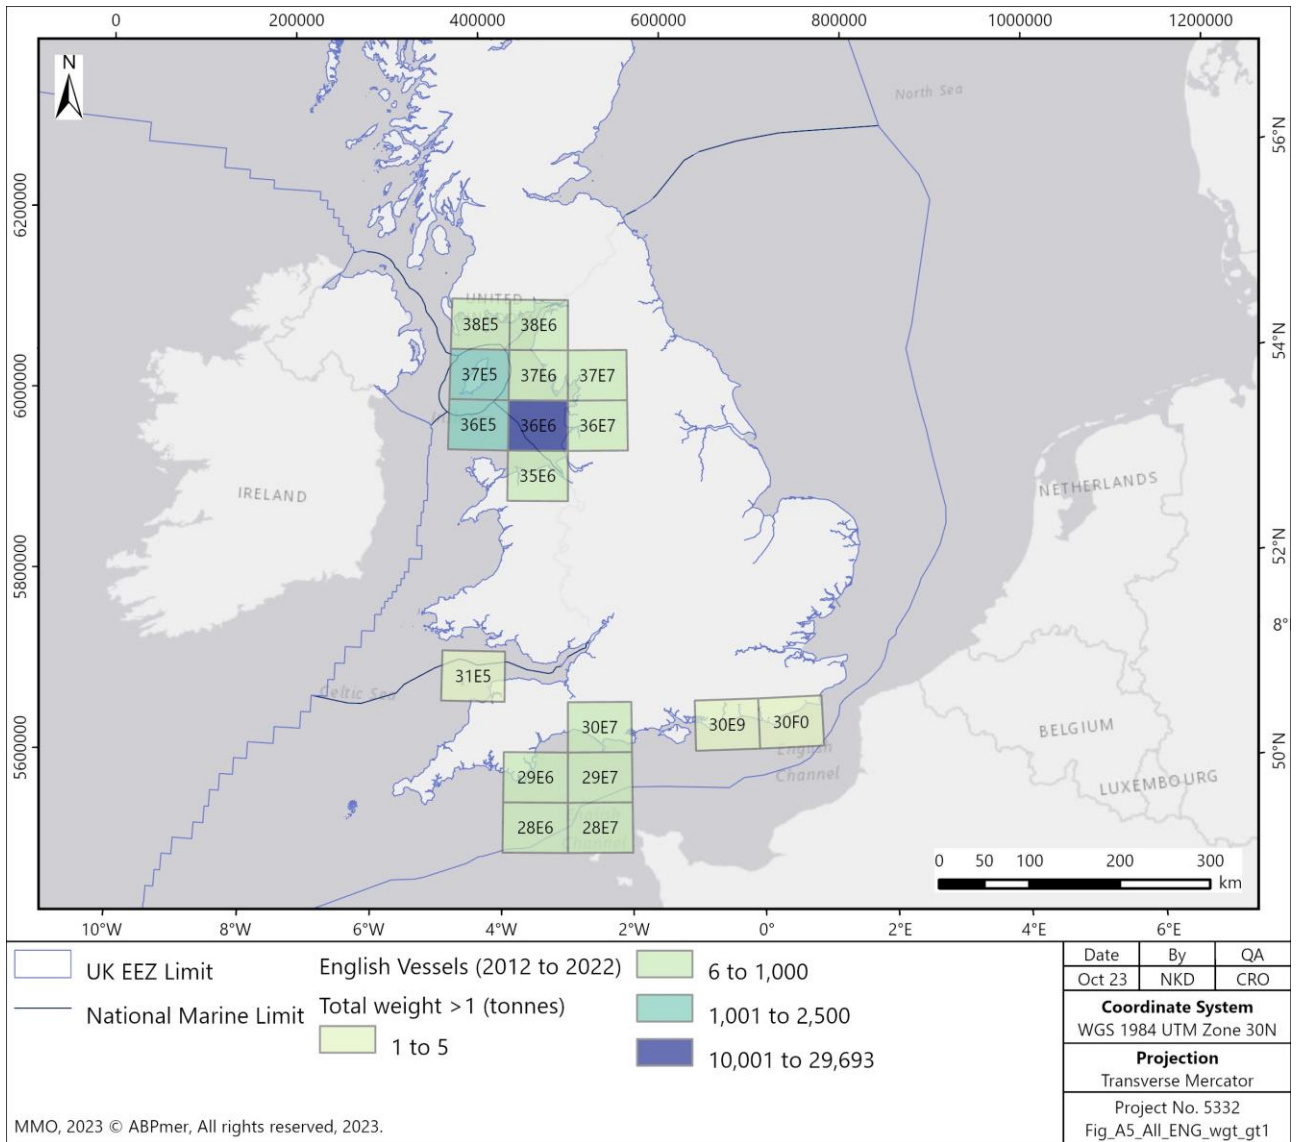 0 200000 400000 600000 800000 1000000 1200000
N
North Sea
56°N
6200000
UNITED
38E5 38E6
54°N
37E5 37E6 37E7
6000000
36E5 36E6 36E7
35E6
IRELAND
NETHERLANDS
52°N
5800000
8°
31E5
Celtic Sea
30E7 30E9 30F0
BELGIUM
English
Channel
50°N
5600000
29E6 29E7
LUXEMBOURG
28E6 28E7
0 50 100 200 300
km
10°W 8°W 6°W 4°W 2°W 0° 2°E 4°E 6°E
UK EEZ Limit
National Marine Limit
English Vessels (2012 to 2022)
Total weight >1 (tonnes)
1 to 5
6 to 1,000
1,001 to 2,500
10,001 to 29,693
Date By QA
Oct 23 NKD CRO
Coordinate System
WGS 1984 UTM Zone 30N
Projection
Transverse Mercator
Project No. 5332
Fig_A5_All_ENG_wgt_gt1
MMO, 2023 © ABPmer, All rights reserved, 2023.